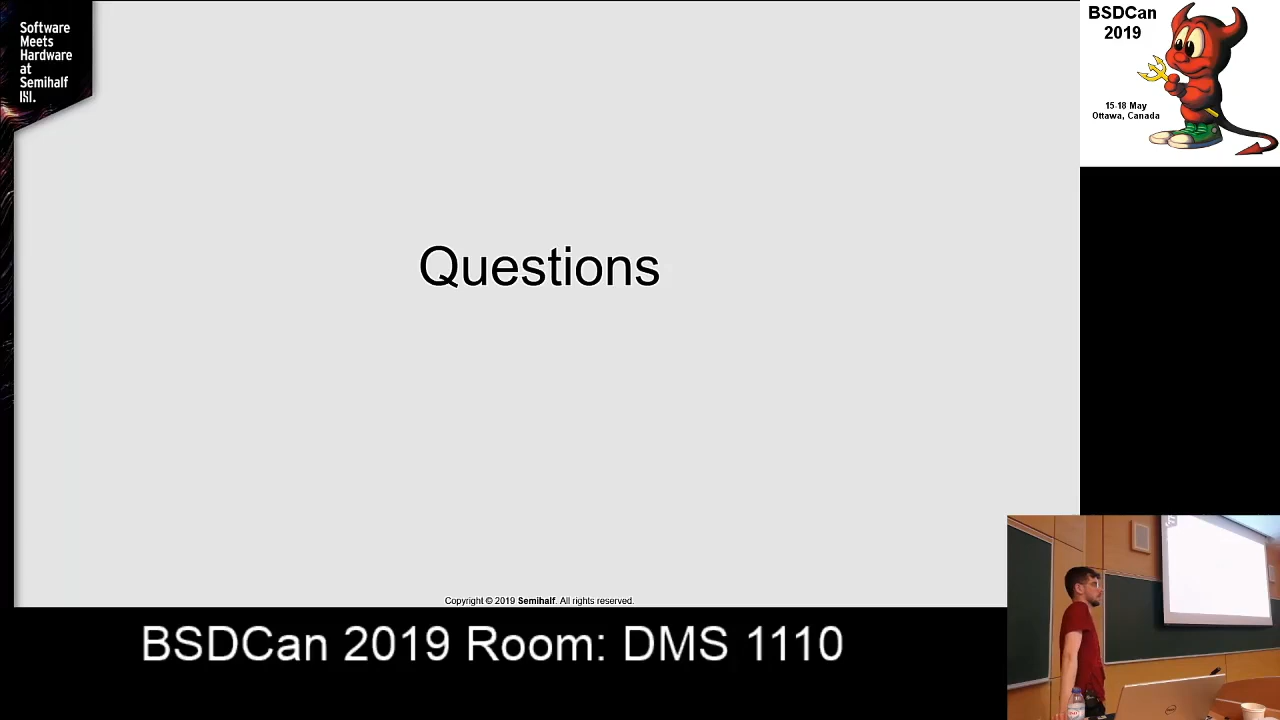 Software
Meets
Hardware
at
Semihalf
BSDCan
2019
15-18 May
Ottawa, Canada
Questions
Copyright © 2019 Semihalf. All rights reserved.
BSDCan 2019 Room: DMS 1110